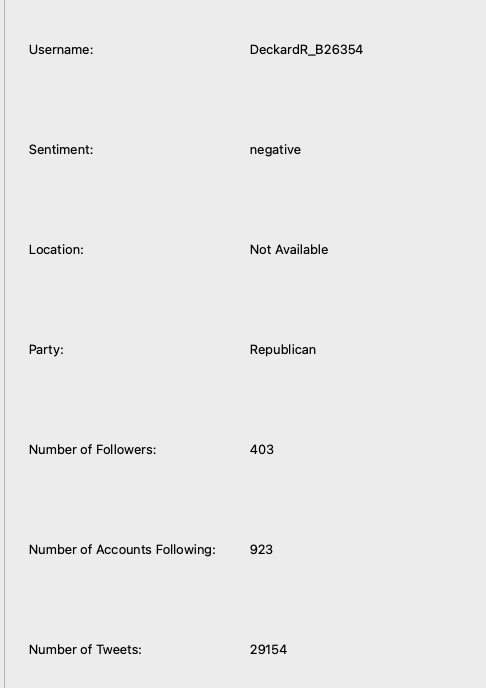 Username: DeckardR_B26354
Sentiment: negative
Location: Not Available
Party: Republican
Number of Followers: 403
Number of Accounts Following: 923
Number of Tweets: 29154